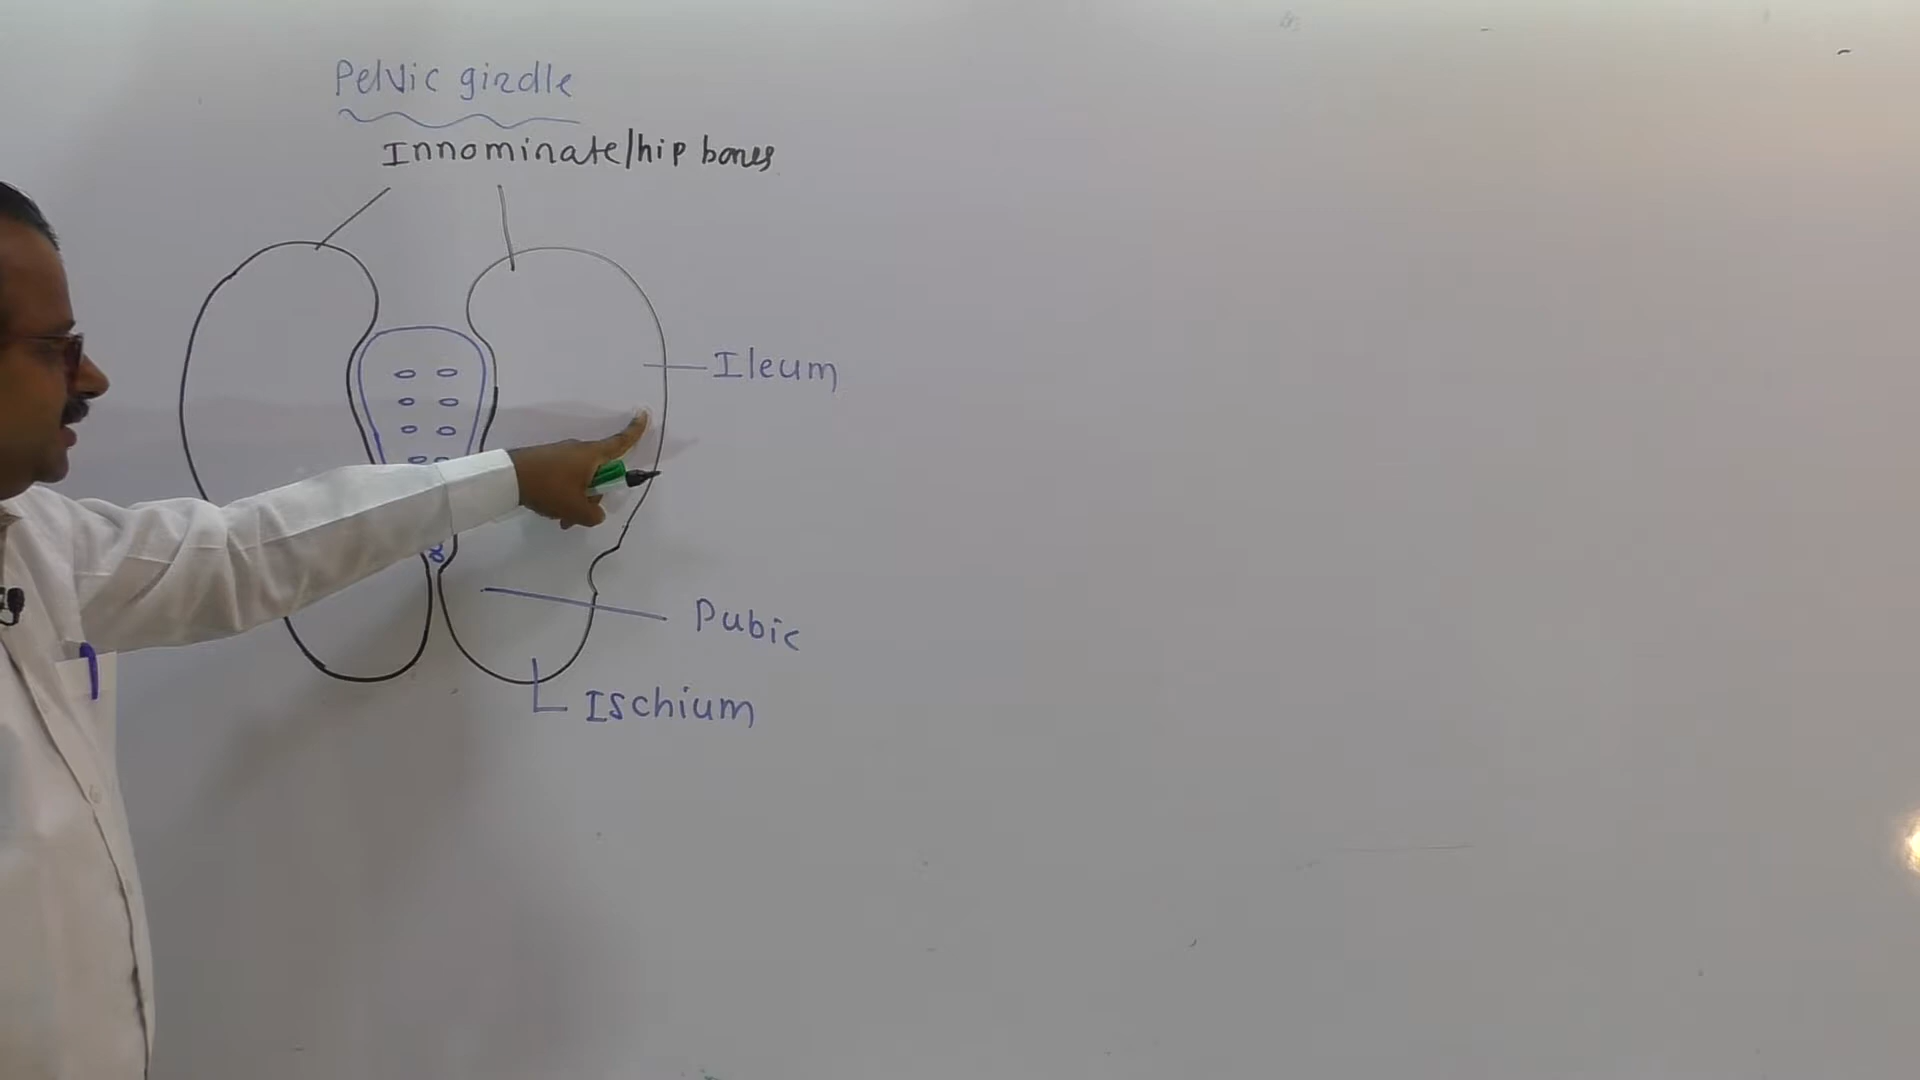 Pelvic girdle
Innominate/hip bones
Ileum
Pubic
Ischium